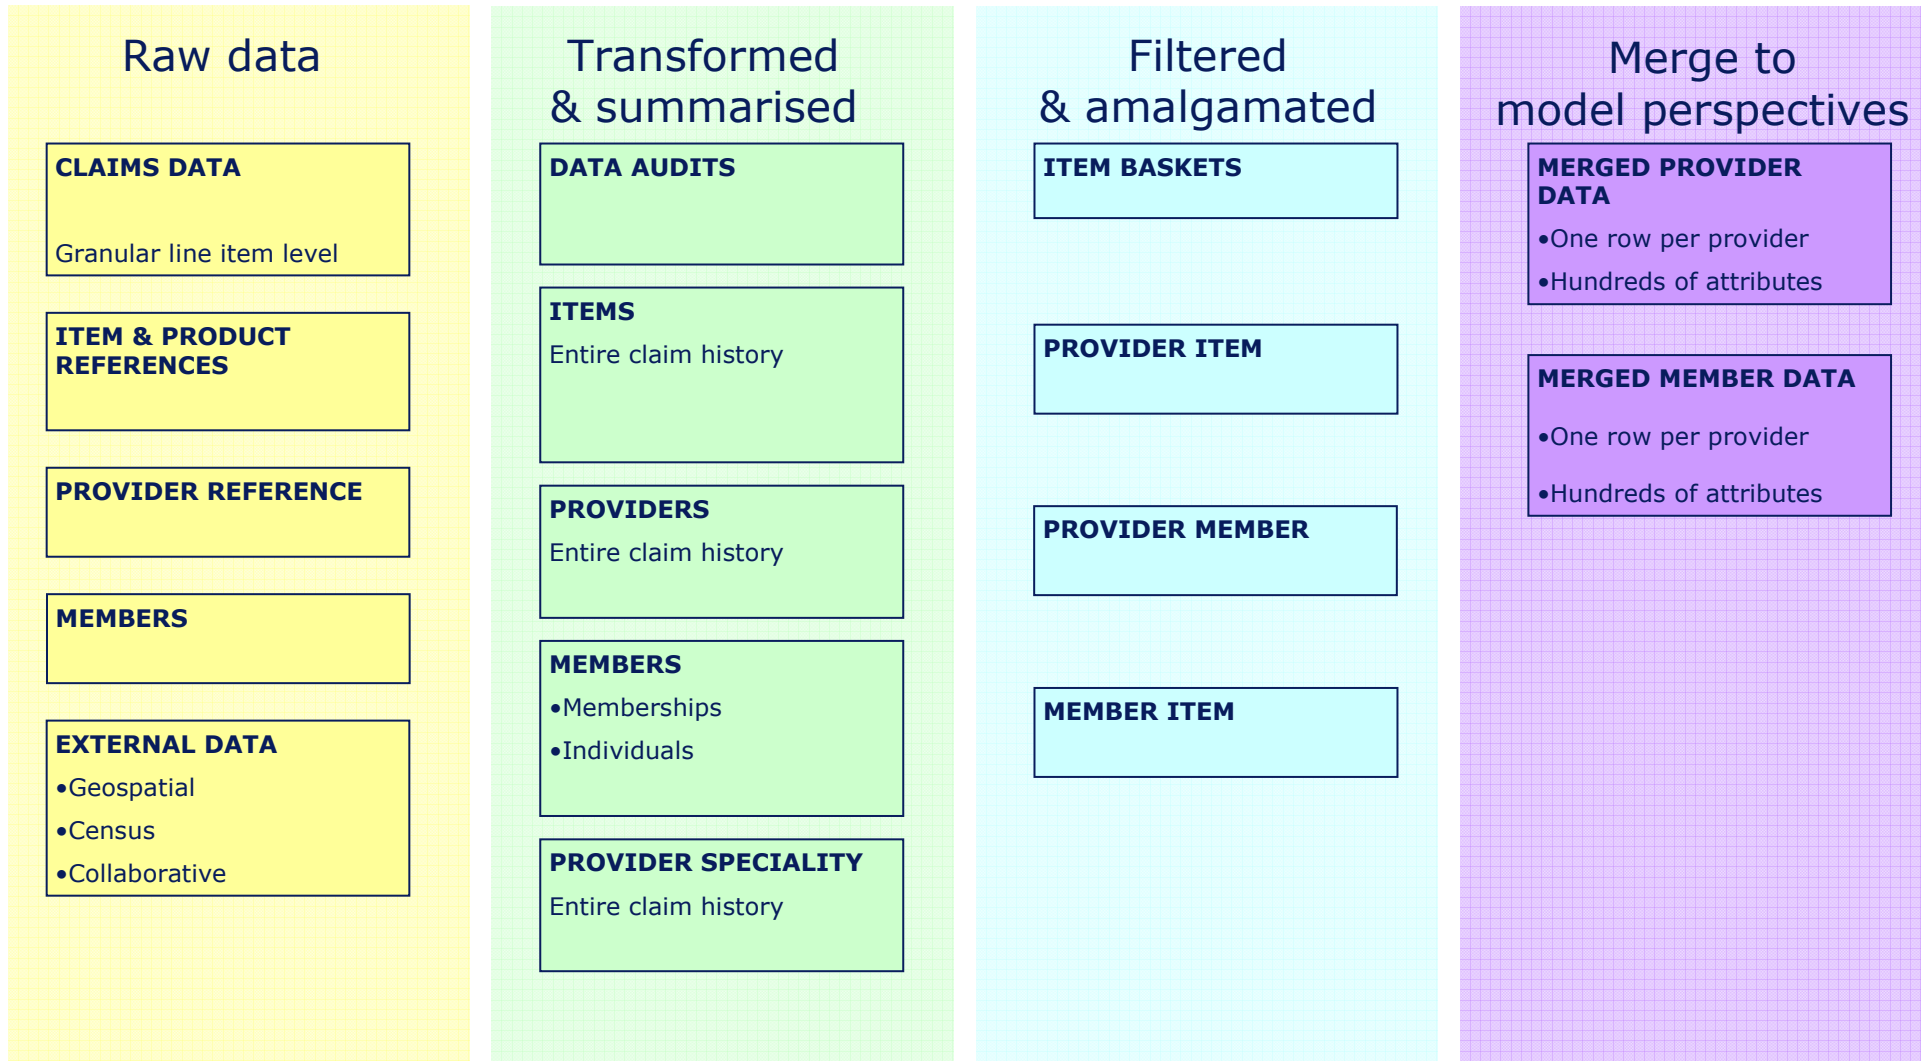 Raw data
CLAIMS DATA
Granular line item level
ITEM & PRODUCT
REFERENCES
PROVIDER REFERENCE
MEMBERS
EXTERNAL DATA
•Geospatial
•Census
•Collaborative
Transformed
& summarised
DATA AUDITS
ITEMS
Entire claim history
PROVIDERS
Entire claim history
MEMBERS
•Memberships
•Individuals
PROVIDER SPECIALITY
Entire claim history
Filtered
& amalgamated
ITEM BASKETS
PROVIDER ITEM
PROVIDER MEMBER
MEMBER ITEM
Merge to
model perspectives
MERGED PROVIDER
DATA
•One row per provider
•Hundreds of attributes
MERGED MEMBER DATA
•One row per provider
•Hundreds of attributes